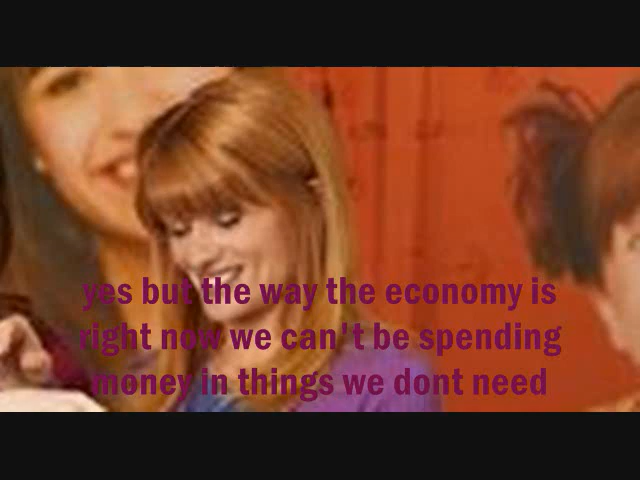 yes but the way the economy is
right now we can't be spending
money in things we dont need